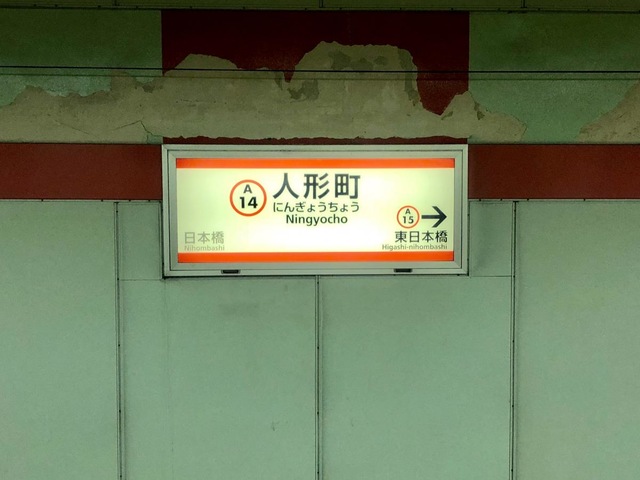 A
14
人形町
にんぎょうちょう
Ningyocho
日本橋
Nihombashi
A
15
東日本橋
Higashi-nihombashi